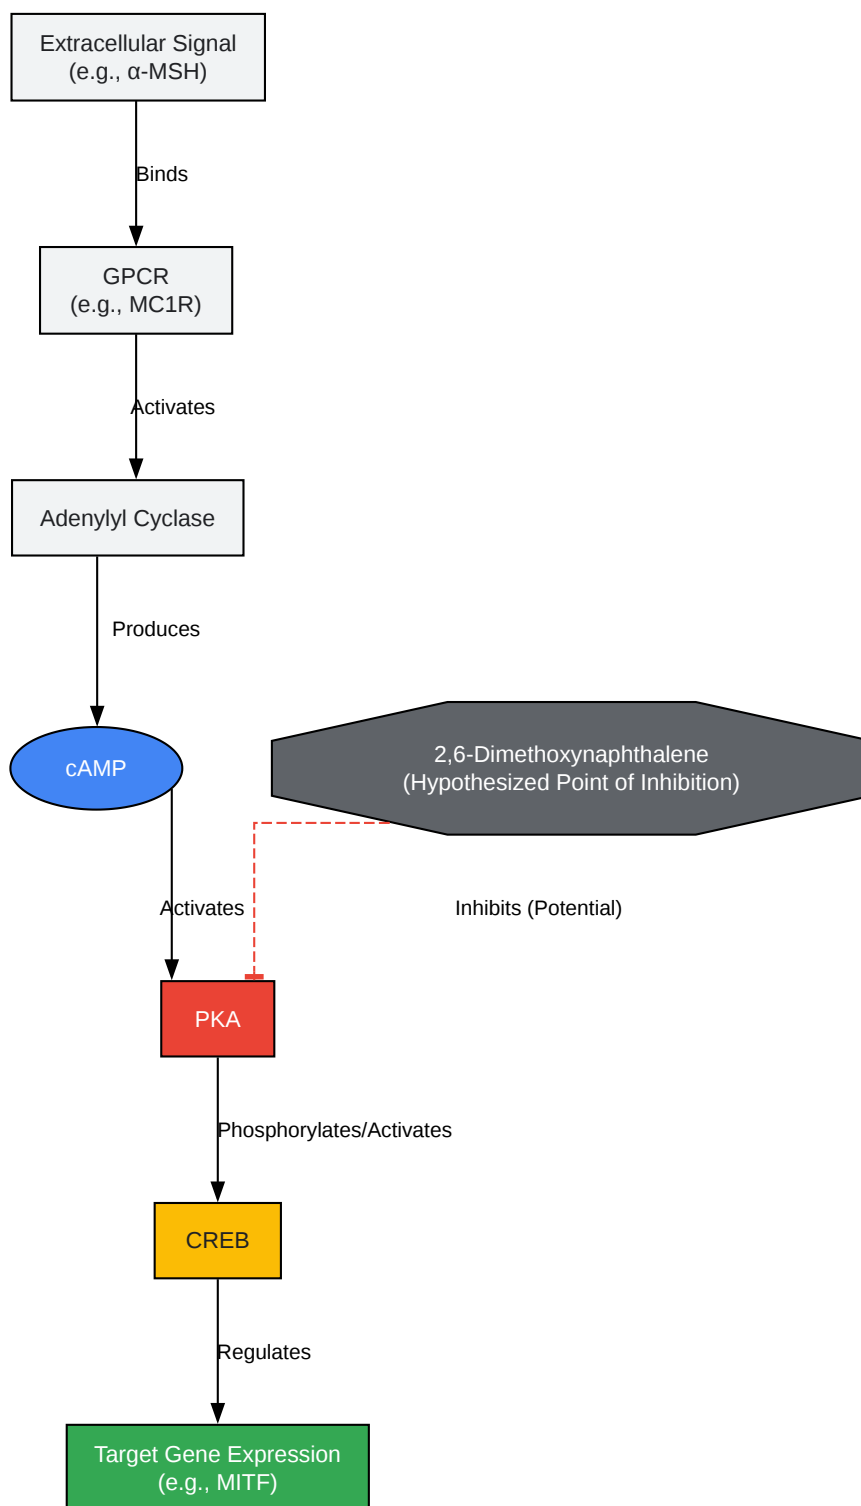 Extracellular Signal
(e.g., α-MSH)
Binds
GPCR
(e.g., MC1R)
Activates
Adenylyl Cyclase
Produces
cAMP
2,6-Dimethoxynaphthalene
(Hypothesized Point of Inhibition)
Activates
Inhibits (Potential)
PKA
Phosphorylates/Activates
CREB
Regulates
Target Gene Expression
(e.g., MITF)